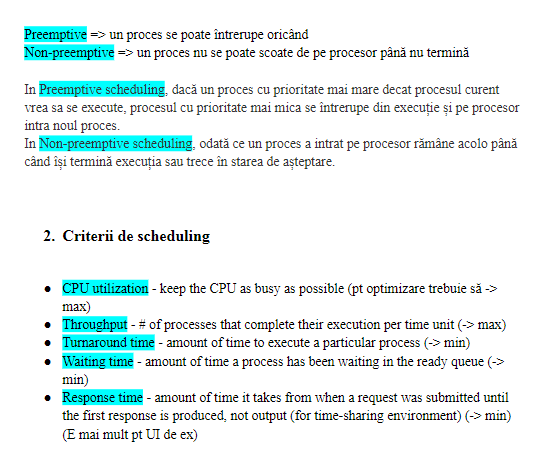 Preemptive => un proces se poate întrerupe oricând
Non-preemptive => un proces nu se poate scoate de pe procesor până nu termină
In Preemptive scheduling, dacă un proces cu prioritate mai mare decat procesul curent
vrea sa se execute, procesul cu prioritate mai mica se întrerupe din execuție și pe procesor
intra noul proces.
In Non-preemptive scheduling, odată ce un proces a intrat pe procesor rămâne acolo până
când își termină execuția sau trece în starea de așteptare.
2. Criterii de scheduling
● CPU utilization - keep the CPU as busy as possible (pt optimizare trebuie să ->
max)
● Throughput - # of processes that complete their execution per time unit (-> max)
● Turnaround time - amount of time to execute a particular process (-> min)
● Waiting time - amount of time a process has been waiting in the ready queue (->
min)
● Response time - amount of time it takes from when a request was submitted until
the first response is produced, not output (for time-sharing environment) (-> min)
(E mai mult pt UI de ex)